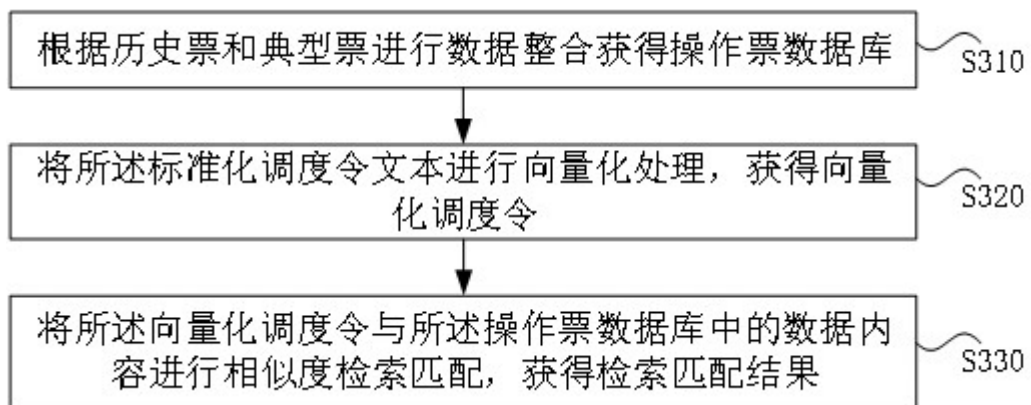 根据历史票和典型票进行数据整合获得操作票数据库
S310
将所述标准化调度令文本进行向量化处理，获得向量
化调度令
S320
将所述向量化调度令与所述操作票数据库中的数据内
容进行相似度检索匹配，获得检索匹配结果
S330